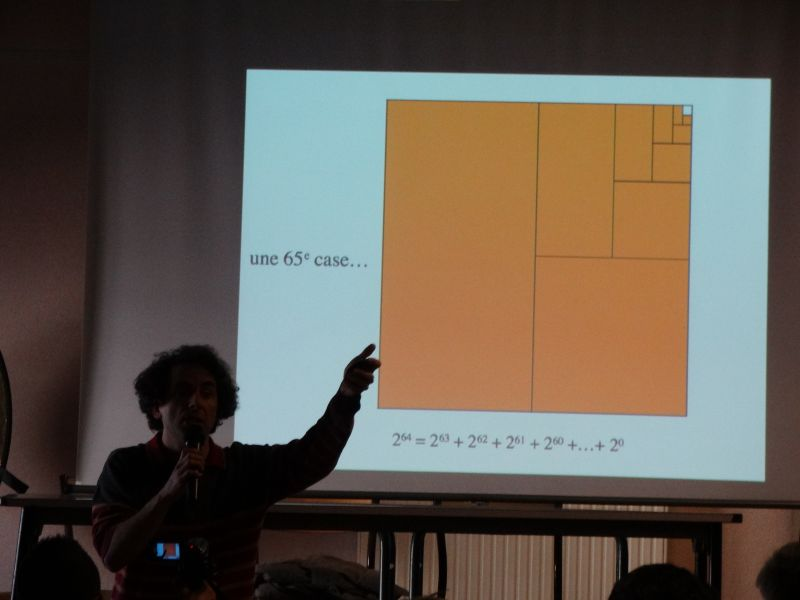 une 65ᵉ case…
2⁶⁴ = 2⁶³ + 2⁶² + 2⁶¹ + 2⁶⁰ +…+ 2⁰